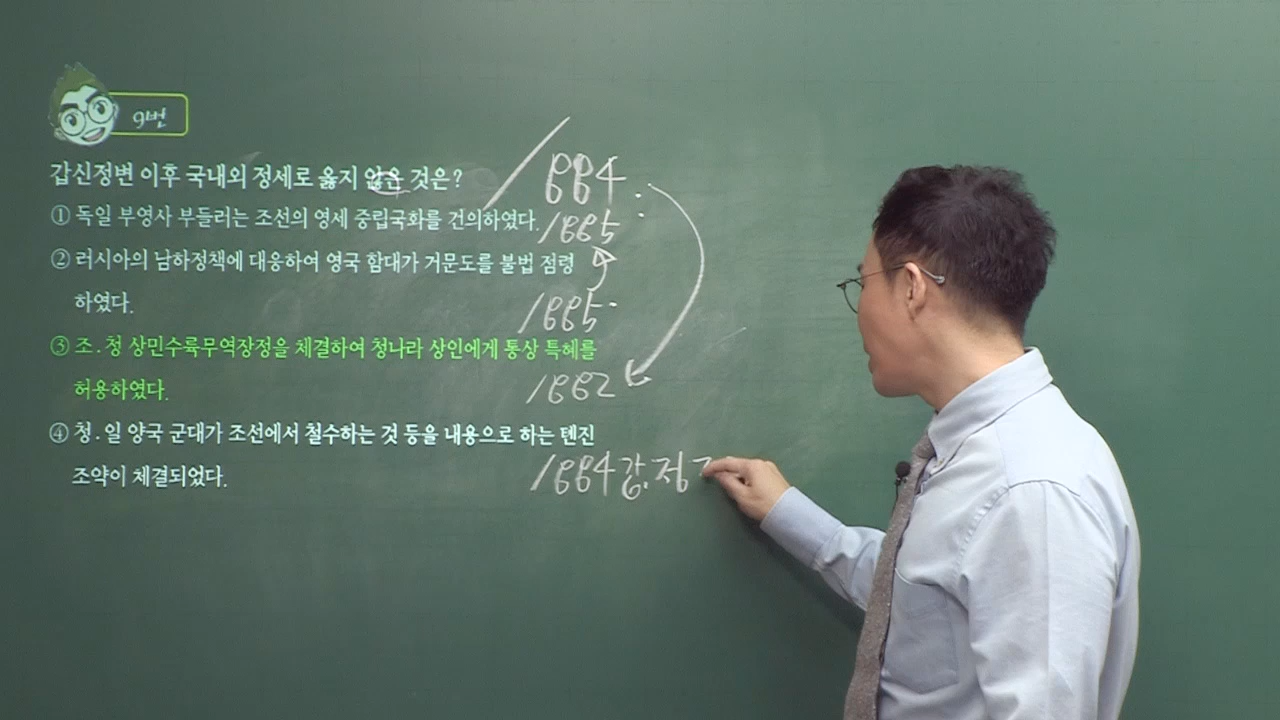 9번
갑신정변 이후 국내외 정세로 옳지 않은 것은?
1884
① 독일 부영사 부들러는 조선의 영세 중립국화를 건의하였다.
1885
② 러시아의 남하정책에 대응하여 영국 함대가 거문도를 불법 점령
하였다.
1885
③ 조.청 상민수륙무역장정을 체결하여 청나라 상인에게 통상 특혜를
허용하였다.
1882
④ 청.일 양국 군대가 조선에서 철수하는 것 등을 내용으로 하는 톈진
조약이 체결되었다.
1884 갑.정